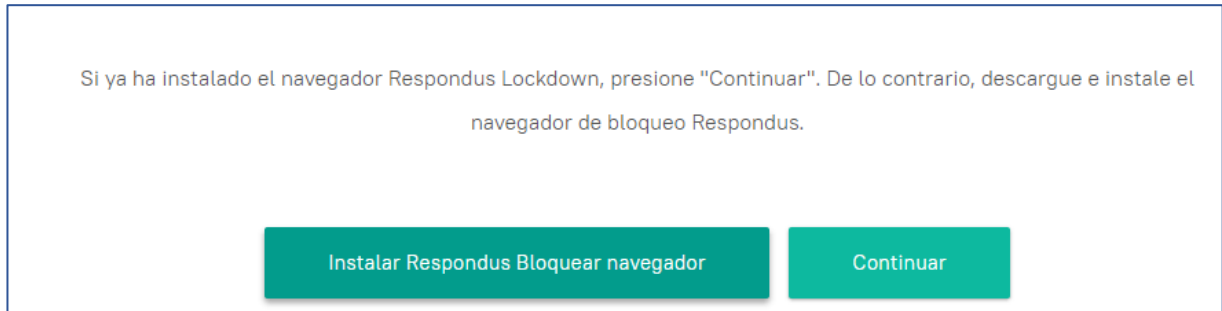 Si ya ha instalado el navegador Respondus Lockdown, presione "Continuar". De lo contrario, descargue e instale el
navegador de bloqueo Respondus.
Instalar Respondus Bloquear navegador
Continuar